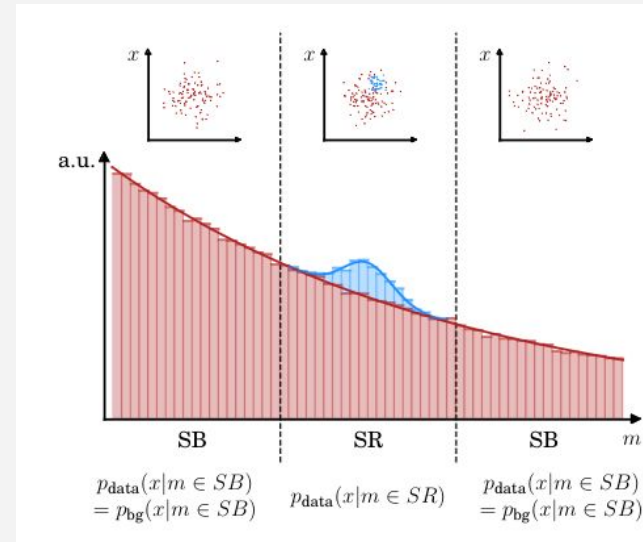 x
x
x
a.u.
SB
SR
SB
m
p_data(x|m ∈ SB)
= p_bg(x|m ∈ SB)
p_data(x|m ∈ SR)
p_data(x|m ∈ SB)
= p_bg(x|m ∈ SB)